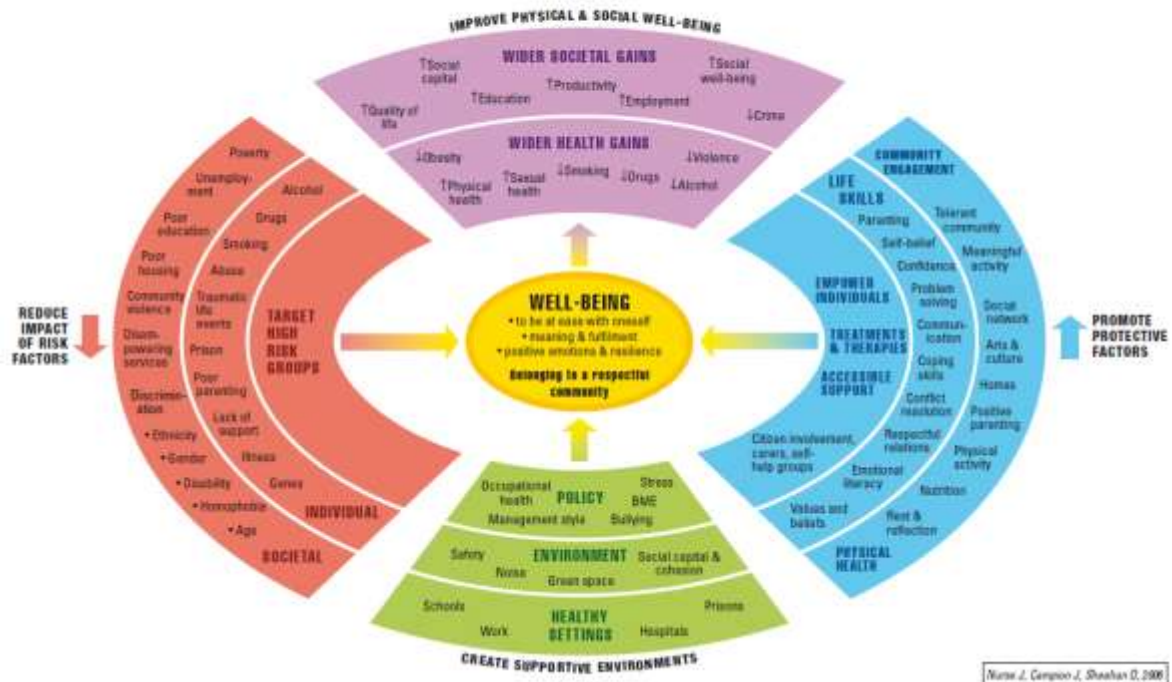 IMPROVE PHYSICAL & SOCIAL WELL-BEING
WIDER SOCIETAL GAINS
↑Social
capital
↑Social
well-being
↑Productivity
↑Education
↑Employment
↑Quality of
life
↓Crime
WIDER HEALTH GAINS
↓Obesity
↓Violence
↑Physical
health
↑Sexual
health
↓Smoking
↓Drugs
↓Alcohol
REDUCE
IMPACT
OF RISK
FACTORS
Poverty
Unemploy-
ment
Poor
education
Poor
housing
Community
violence
Disem-
powering
services
Discrimin-
ation
• Ethnicity
• Gender
• Disability
• Homophobia
• Age
SOCIETAL
Alcohol
Drugs
Smoking
Abuse
Traumatic
life
events
Prison
Poor
parenting
Lack of
support
Illness
Genes
INDIVIDUAL
TARGET
HIGH
RISK
GROUPS
WELL-BEING
• to be at ease with oneself
• meaning & fulfilment
• positive emotions & resilience
Belonging to a respectful
community
EMPOWER
INDIVIDUALS
TREATMENTS
& THERAPIES
ACCESSIBLE
SUPPORT
Citizen involvement,
carers, self-
help groups
LIFE
SKILLS
Parenting
Self-belief
Confidence
Problem
solving
Commun-
ication
Coping
skills
Conflict
resolution
Respectful
relations
Emotional
literacy
Values and
beliefs
COMMUNITY
ENGAGEMENT
Tolerant
community
Meaningful
activity
Social
network
Arts &
culture
Homes
Positive
parenting
Physical
activity
Nutrition
Rest &
reflection
PHYSICAL
HEALTH
PROMOTE
PROTECTIVE
FACTORS
Occupational
health
POLICY
Stress
BME
Management style
Bullying
Safety
ENVIRONMENT
Social capital &
cohesion
Noise
Green space
Schools
HEALTHY
SETTINGS
Prisons
Work
Hospitals
CREATE SUPPORTIVE ENVIRONMENTS
Nurse J, Campion J, Sheehan D, 2006